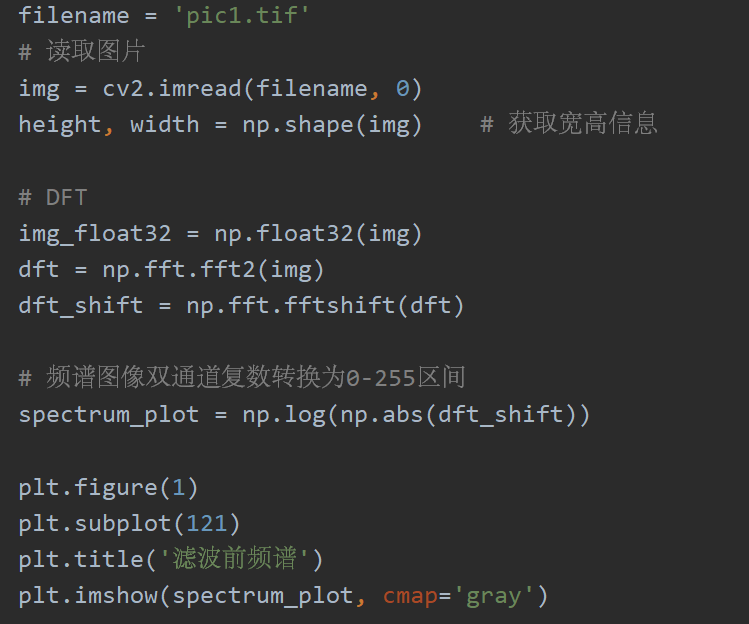 filename = 'pic1.tif'
# 读取图片
img = cv2.imread(filename, 0)
height, width = np.shape(img)    # 获取宽高信息
# DFT
img_float32 = np.float32(img)
dft = np.fft.fft2(img)
dft_shift = np.fft.fftshift(dft)
# 频谱图像双通道复数转换为0-255区间
spectrum_plot = np.log(np.abs(dft_shift))
plt.figure(1)
plt.subplot(121)
plt.title('滤波前频谱')
plt.imshow(spectrum_plot, cmap='gray')